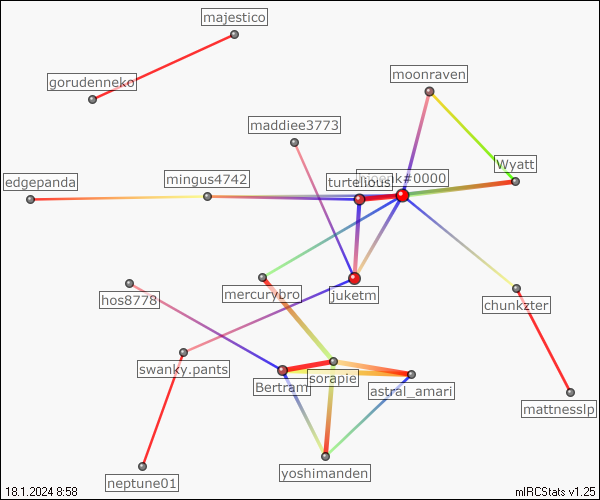 majestico
gorudenneko
moonraven
maddiee3773
Wyatt
edgepanda
mingus4742
turtelious
#0000
mercurybro
juketm
hos8778
chunkzter
swanky.pants
Bertram
sorapie
astral_amari
mattnesslp
yoshimanden
neptune01
18.1.2024 8:58
mIRCStats v1.25